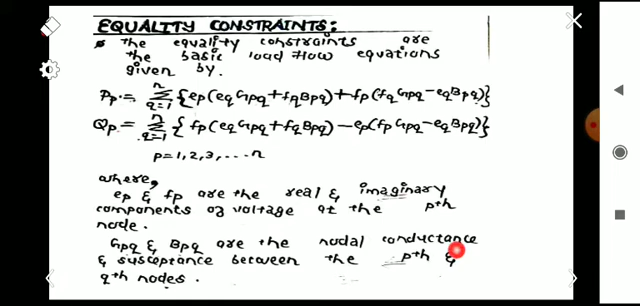 EQUALITY CONSTRAINTS:
The equality constraints are
the basic load flow equations
given by.
Pp = Σ(q=1 to n) {ep(eqGpq+fqBpq)+fp(fqGpq-eqBpq)}
Qp = Σ(q=1 to n) {fp(eqGpq+fqBpq)-ep(fqGpq-eqBpq)}
p=1,2,3,....n
where,
ep & fp are the real & imaginary
components of voltage at the pth
node.
Gpq & Bpq are the nodal conductance
& susceptance between the pth &
qth nodes.